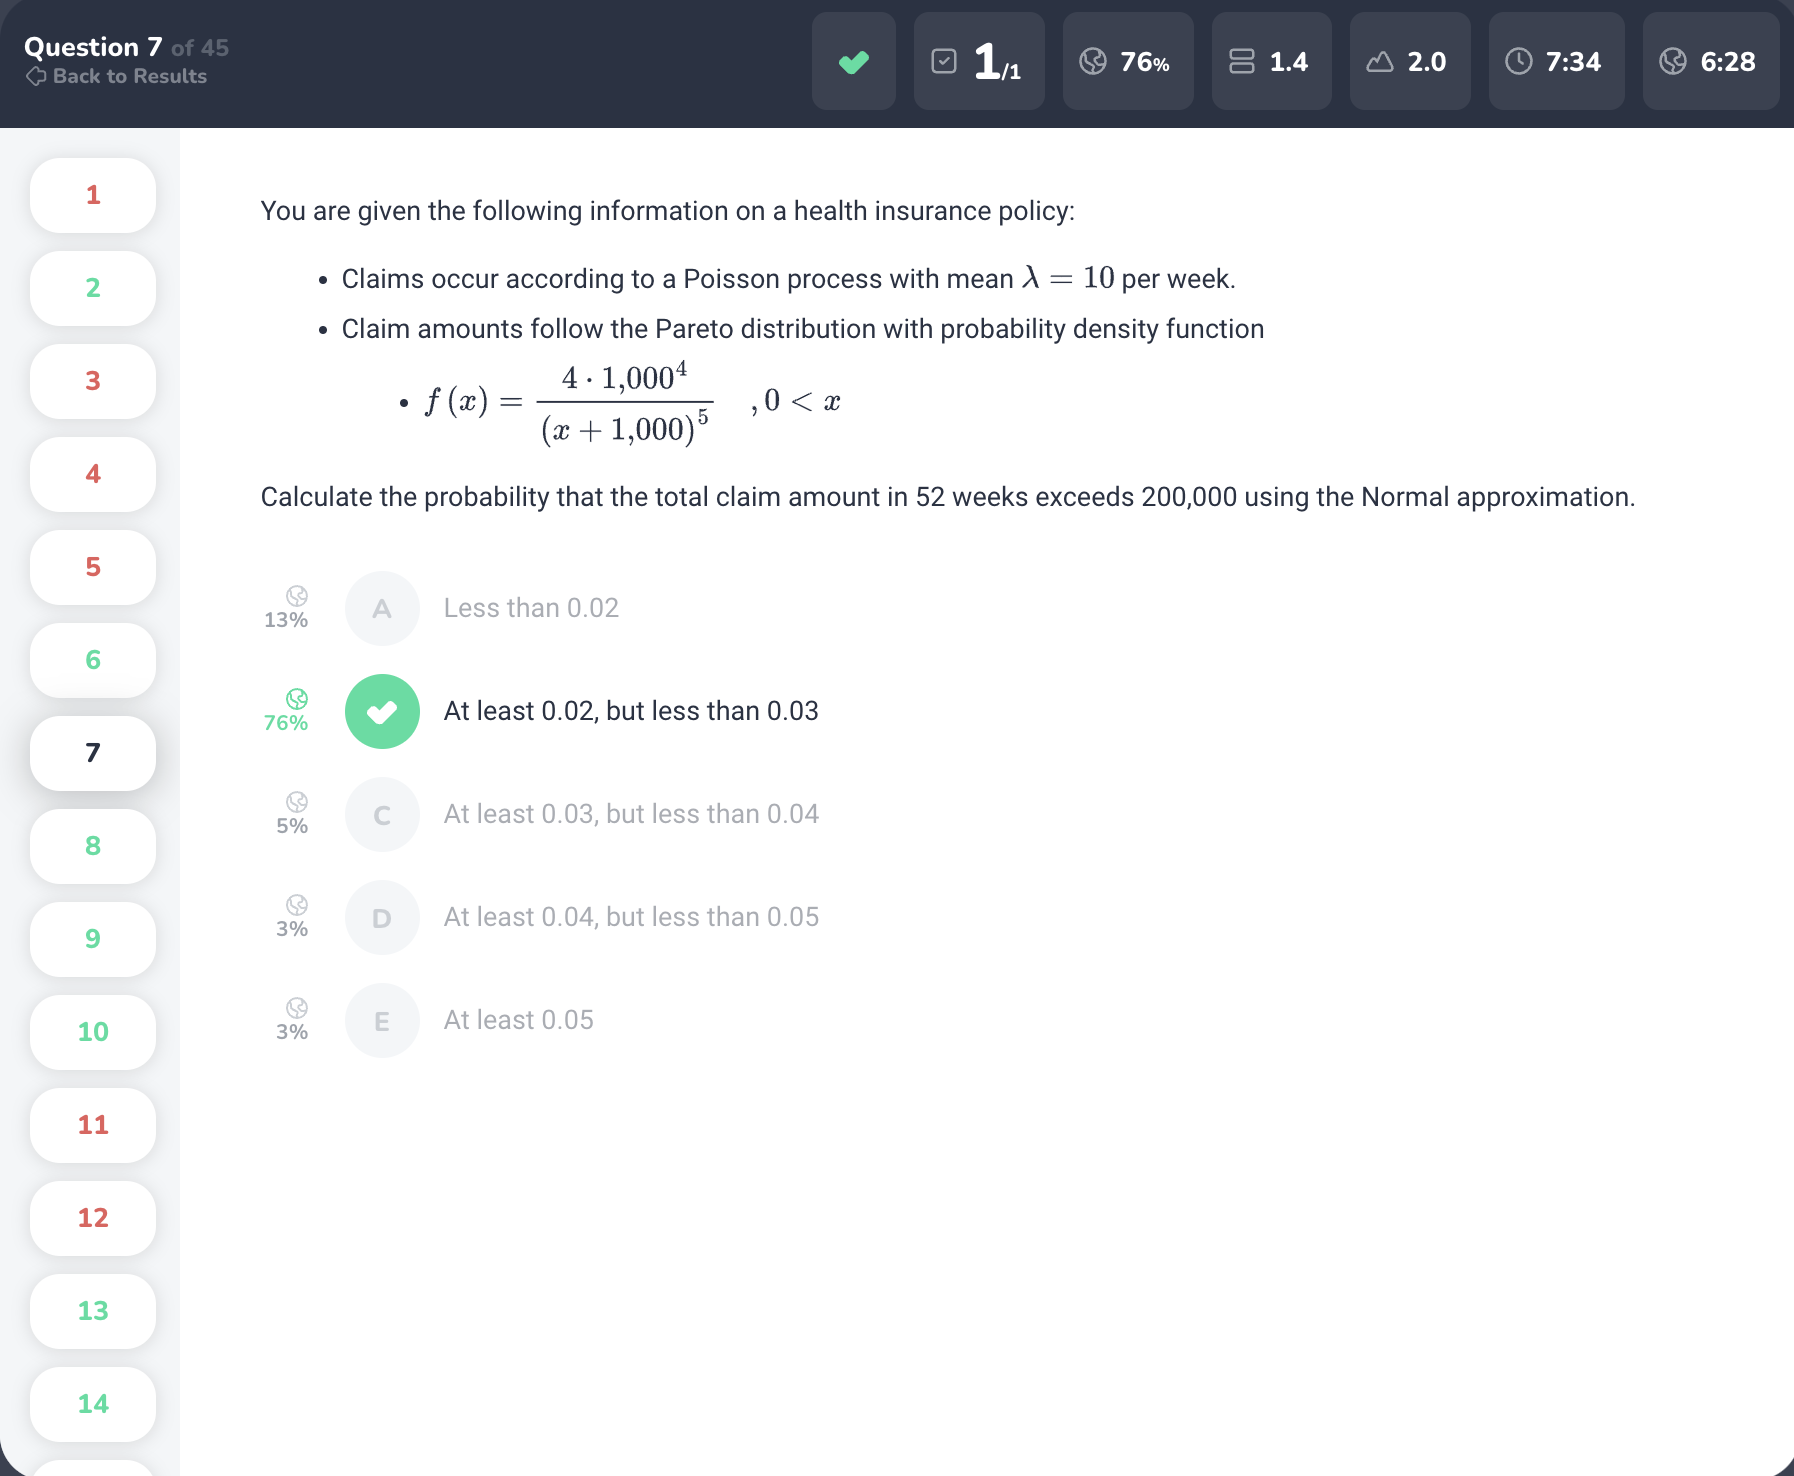 Question 7 of 45
Back to Results
1/1
76%
1.4
2.0
7:34
6:28
1
2
3
4
5
6
7
8
9
10
11
12
13
14
You are given the following information on a health insurance policy:
• Claims occur according to a Poisson process with mean λ = 10 per week.
• Claim amounts follow the Pareto distribution with probability density function
• f (x) = 4 · 1,000⁴ / (x + 1,000)⁵ , 0 < x
Calculate the probability that the total claim amount in 52 weeks exceeds 200,000 using the Normal approximation.
13% A Less than 0.02
76% At least 0.02, but less than 0.03
5% C At least 0.03, but less than 0.04
3% D At least 0.04, but less than 0.05
3% E At least 0.05